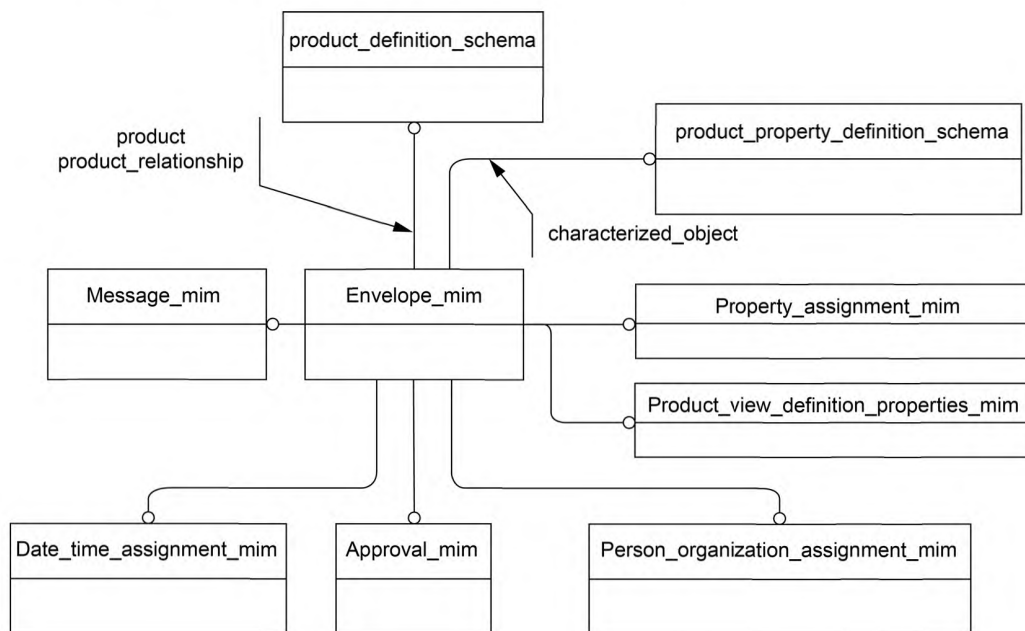 product_definition_schema
product
product_relationship
product_property_definition_schema
characterized_object
Message_mim
Envelope_mim
Property_assignment_mim
Product_view_definition_properties_mim
Date_time_assignment_mim
Approval_mim
Person_organization_assignment_mim